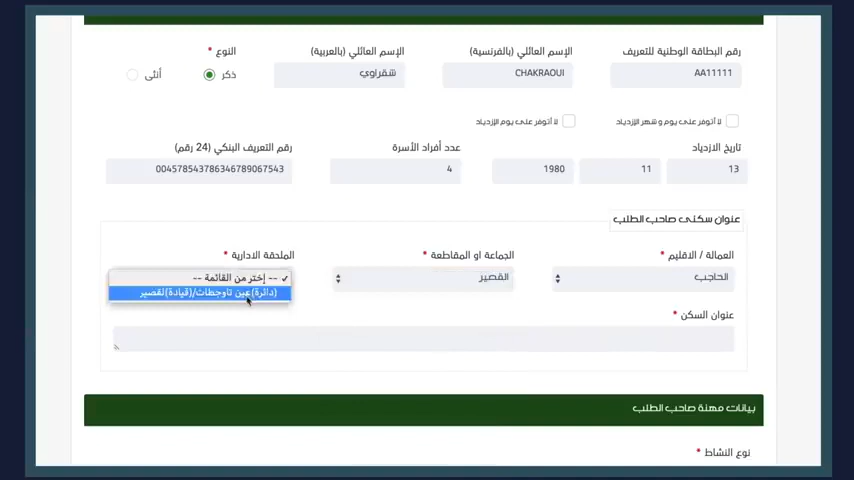 رقم البطاقة الوطنية للتعريف
الإسم العائلي (بالفرنسية)
الإسم العائلي (بالعربية)
النوع *
AA11111
CHAKRAOUI
شقراوي
ذكر
أنثى
لا أتوفر على يوم و شهر الازدياد
لا أتوفر على يوم الازدياد
تاريخ الازدياد
عدد أفراد الأسرة
رقم التعريف البنكي (24 رقم)
13
11
1980
4
004578543786346789067543
عنوان سكنى صاحب الطلب
العمالة / الاقليم *
الجماعة او المقاطعة *
الملحقة الادارية *
الحاجب
القصير
-- إختر من القائمة --
(دائرة)عين تاوجطات/(قيادة)لقصير
عنوان السكن *
بيانات مهنة صاحب الطلب
نوع النشاط *